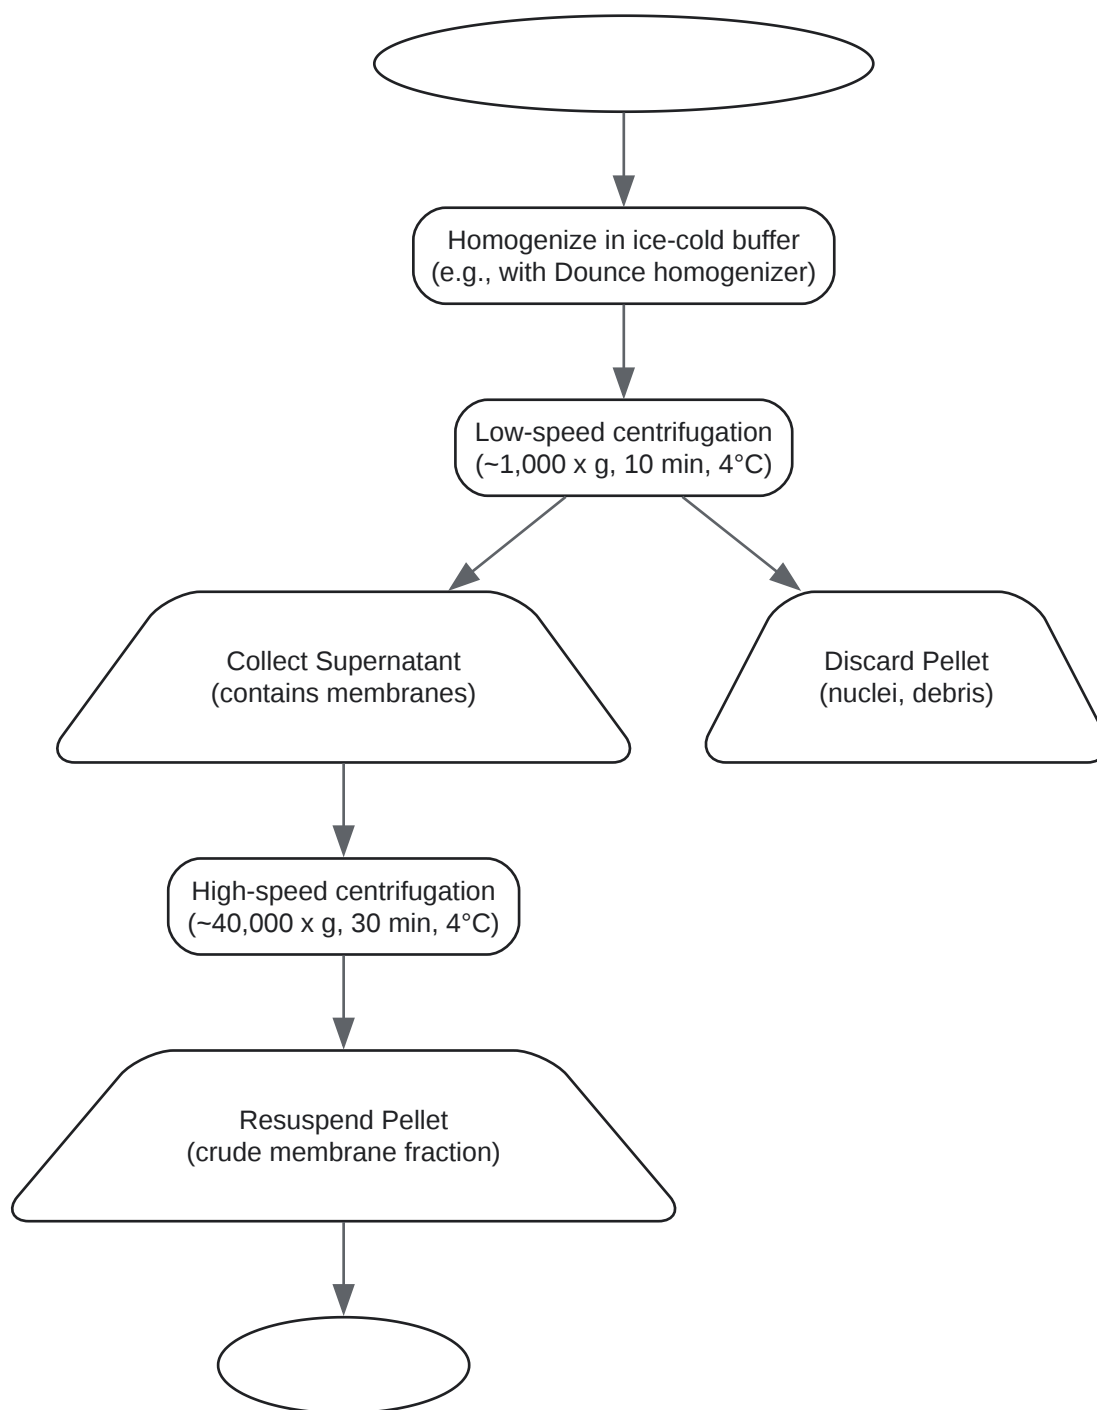 Homogenize in ice-cold buffer
(e.g., with Dounce homogenizer)
Low-speed centrifugation
(~1,000 x g, 10 min, 4°C)
Collect Supernatant
(contains membranes)
Discard Pellet
(nuclei, debris)
High-speed centrifugation
(~40,000 x g, 30 min, 4°C)
Resuspend Pellet
(crude membrane fraction)